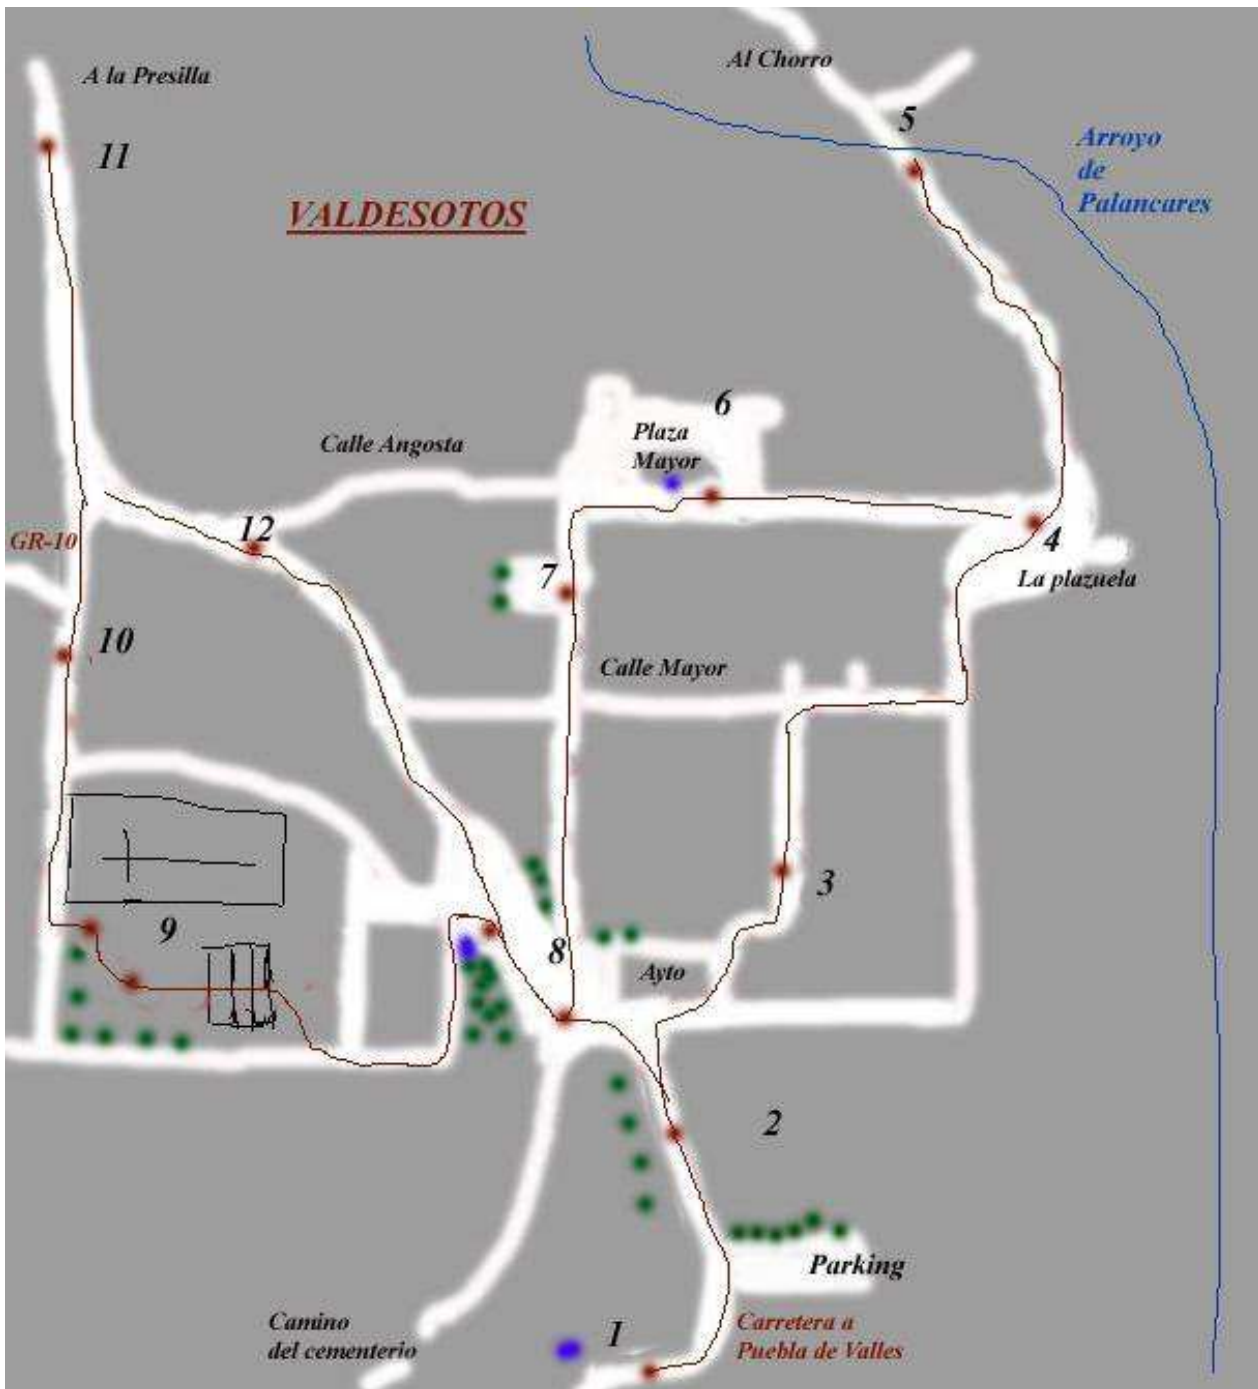 Al Chorro
A la Presilla
5
11
Arroyo
de
Palancares
VALDESOTOS
6
Calle Angosta
Plaza
Mayor
12
GR-10
4
7
La plazuela
10
Calle Mayor
3
9
8
Ayto
2
Parking
Camino
del cementerio
1
Carretera a
Puebla de Valles